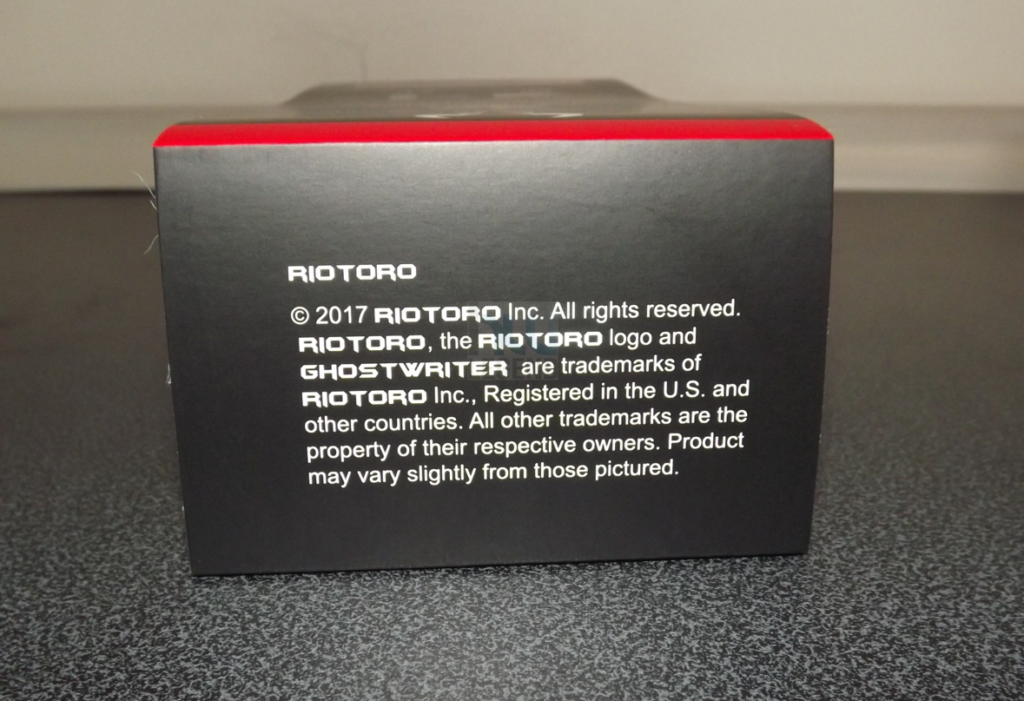 RIOTORO
© 2017 RIOTORO Inc. All rights reserved.
RIOTORO, the RIOTORO logo and
GHOSTWRITER are trademarks of
RIOTORO Inc., Registered in the U.S. and
other countries. All other trademarks are the
property of their respective owners. Product
may vary slightly from those pictured.